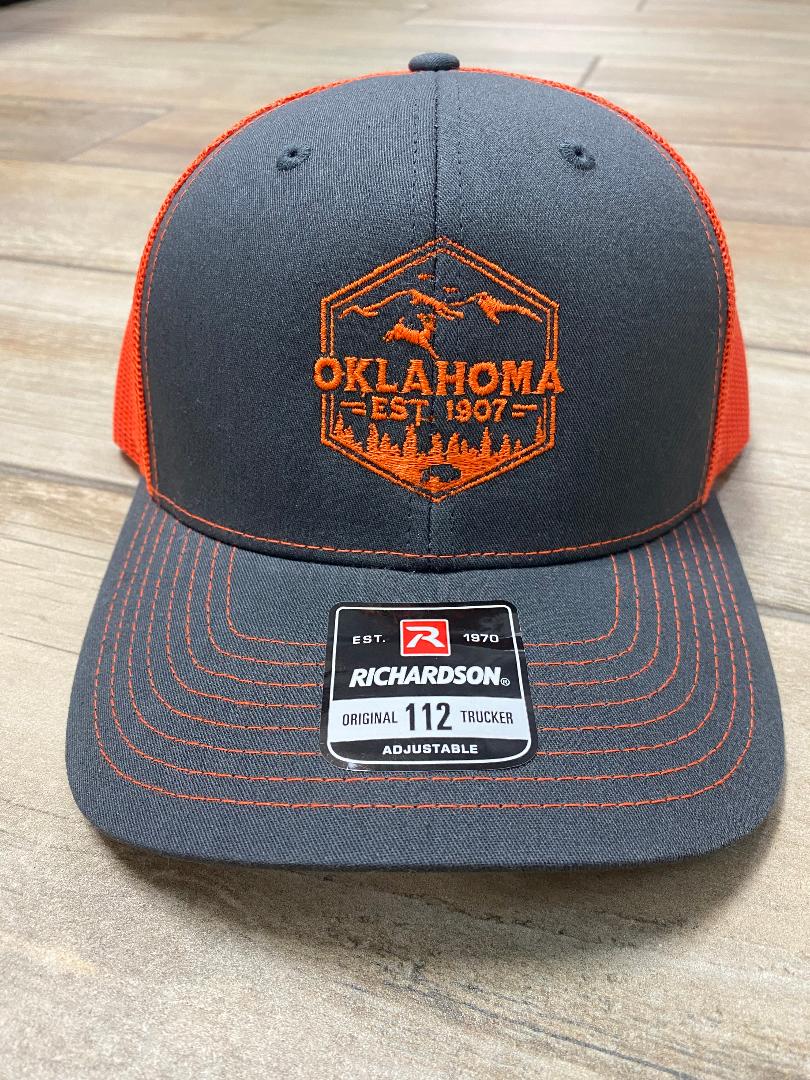 OKLAHOMA
EST. 1907
EST. R 1970
RICHARDSON®
ORIGINAL 112 TRUCKER
ADJUSTABLE